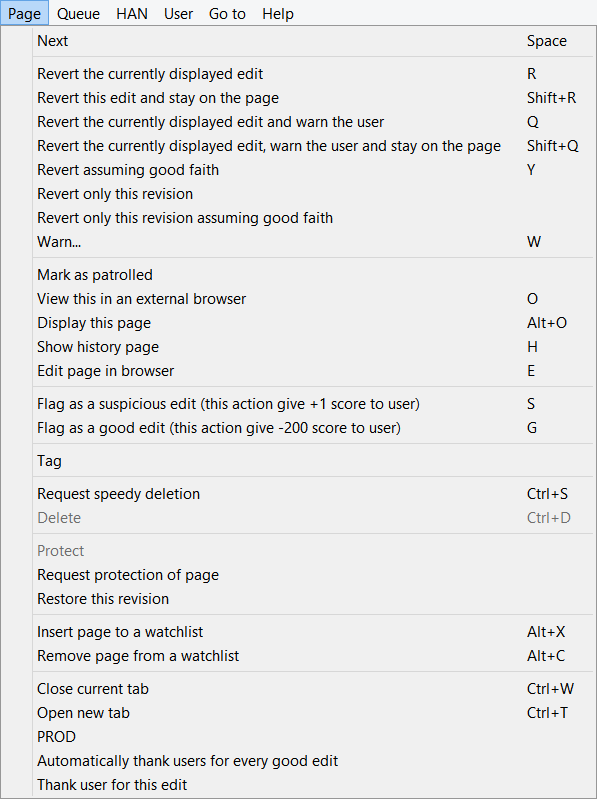 Page Queue HAN User Go to Help
Next Space
Revert the currently displayed edit R
Revert this edit and stay on the page Shift+R
Revert the currently displayed edit and warn the user Q
Revert the currently displayed edit, warn the user and stay on the page Shift+Q
Revert assuming good faith Y
Revert only this revision
Revert only this revision assuming good faith
Warn... W
Mark as patrolled
View this in an external browser O
Display this page Alt+O
Show history page H
Edit page in browser E
Flag as a suspicious edit (this action give +1 score to user) S
Flag as a good edit (this action give -200 score to user) G
Tag
Request speedy deletion Ctrl+S
Delete Ctrl+D
Protect
Request protection of page
Restore this revision
Insert page to a watchlist Alt+X
Remove page from a watchlist Alt+C
Close current tab Ctrl+W
Open new tab Ctrl+T
PROD
Automatically thank users for every good edit
Thank user for this edit